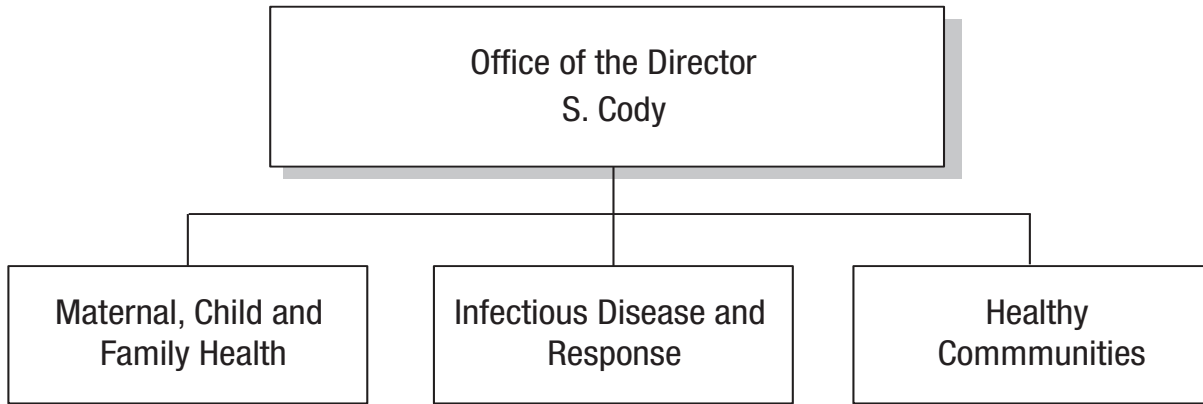 Office of the Director
S. Cody
Maternal, Child and
Family Health
Infectious Disease and
Response
Healthy
Commmunities